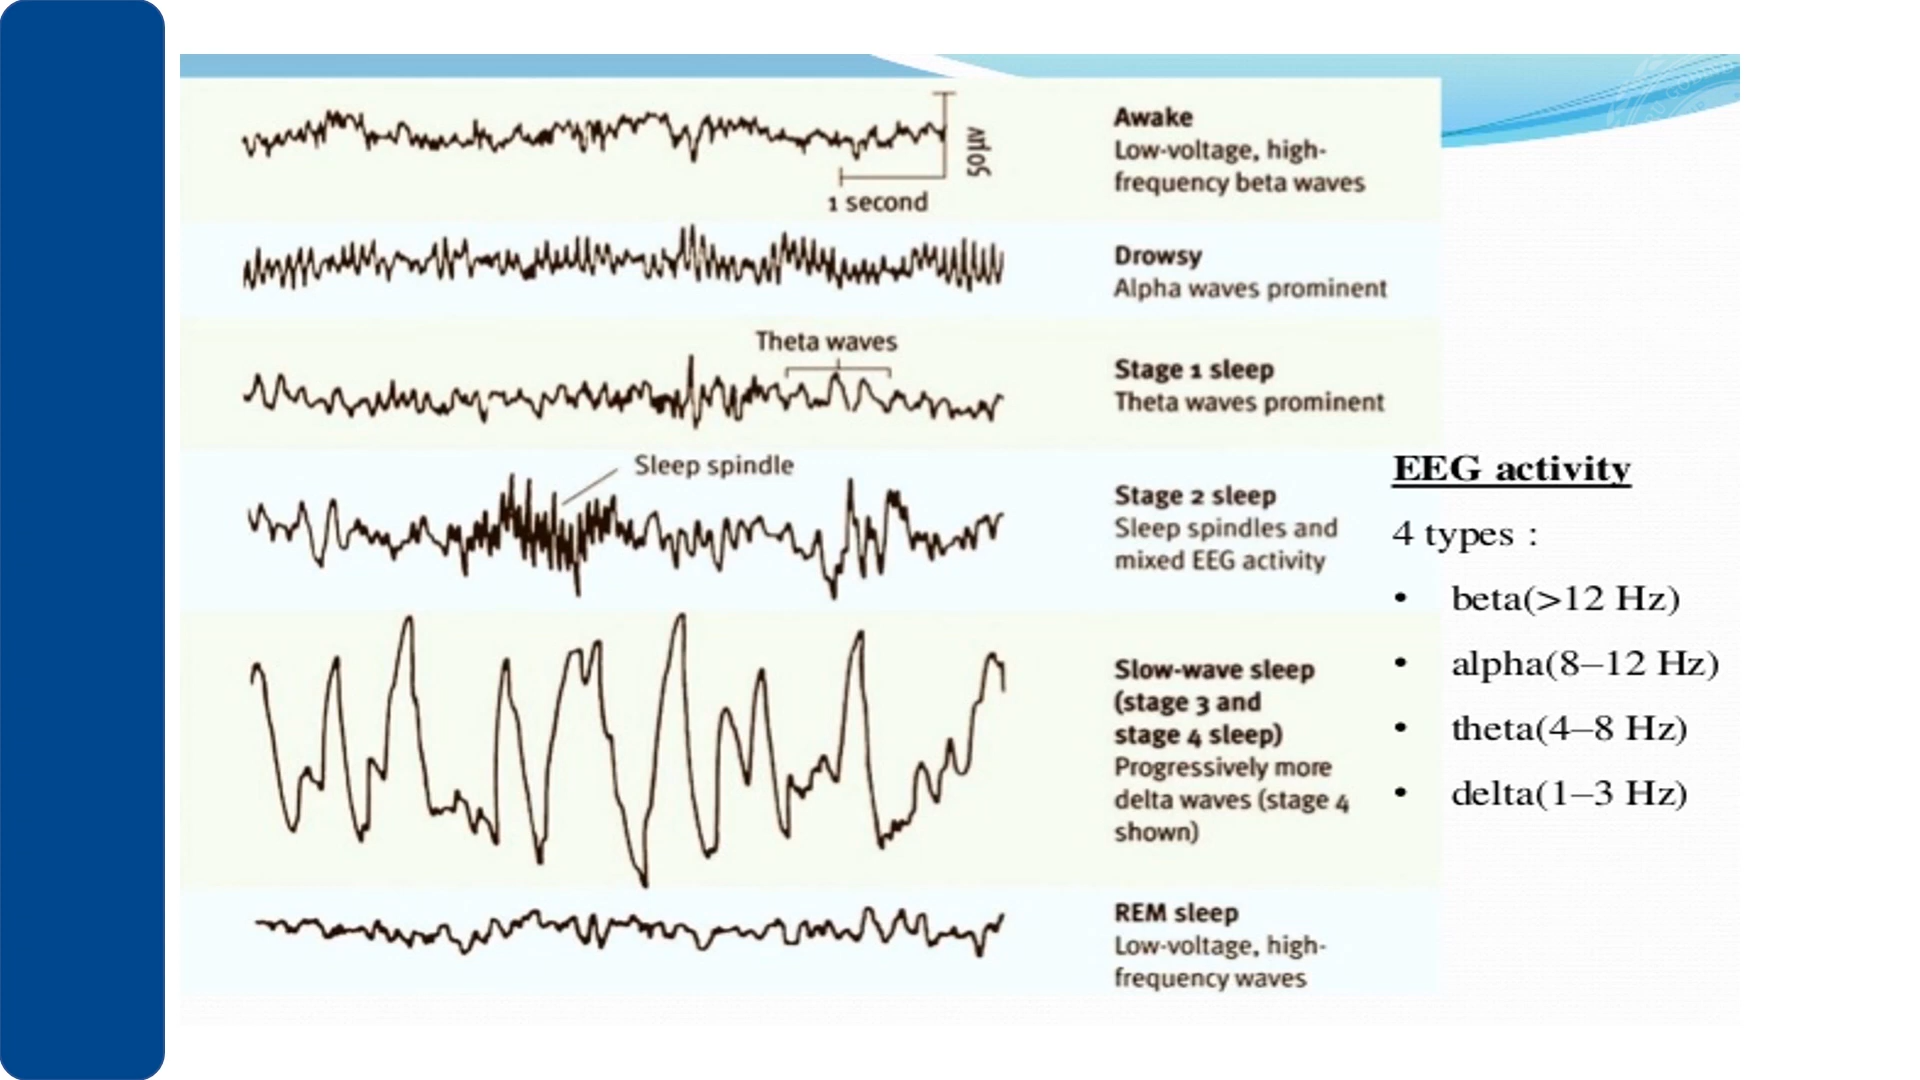 50μV
1 second
Awake
Low-voltage, high-
frequency beta waves
Drowsy
Alpha waves prominent
Theta waves
Stage 1 sleep
Theta waves prominent
Sleep spindle
Stage 2 sleep
Sleep spindles and
mixed EEG activity
Slow-wave sleep
(stage 3 and
stage 4 sleep)
Progressively more
delta waves (stage 4
shown)
REM sleep
Low-voltage, high-
frequency waves
EEG activity
4 types :
• beta(>12 Hz)
• alpha(8–12 Hz)
• theta(4–8 Hz)
• delta(1–3 Hz)